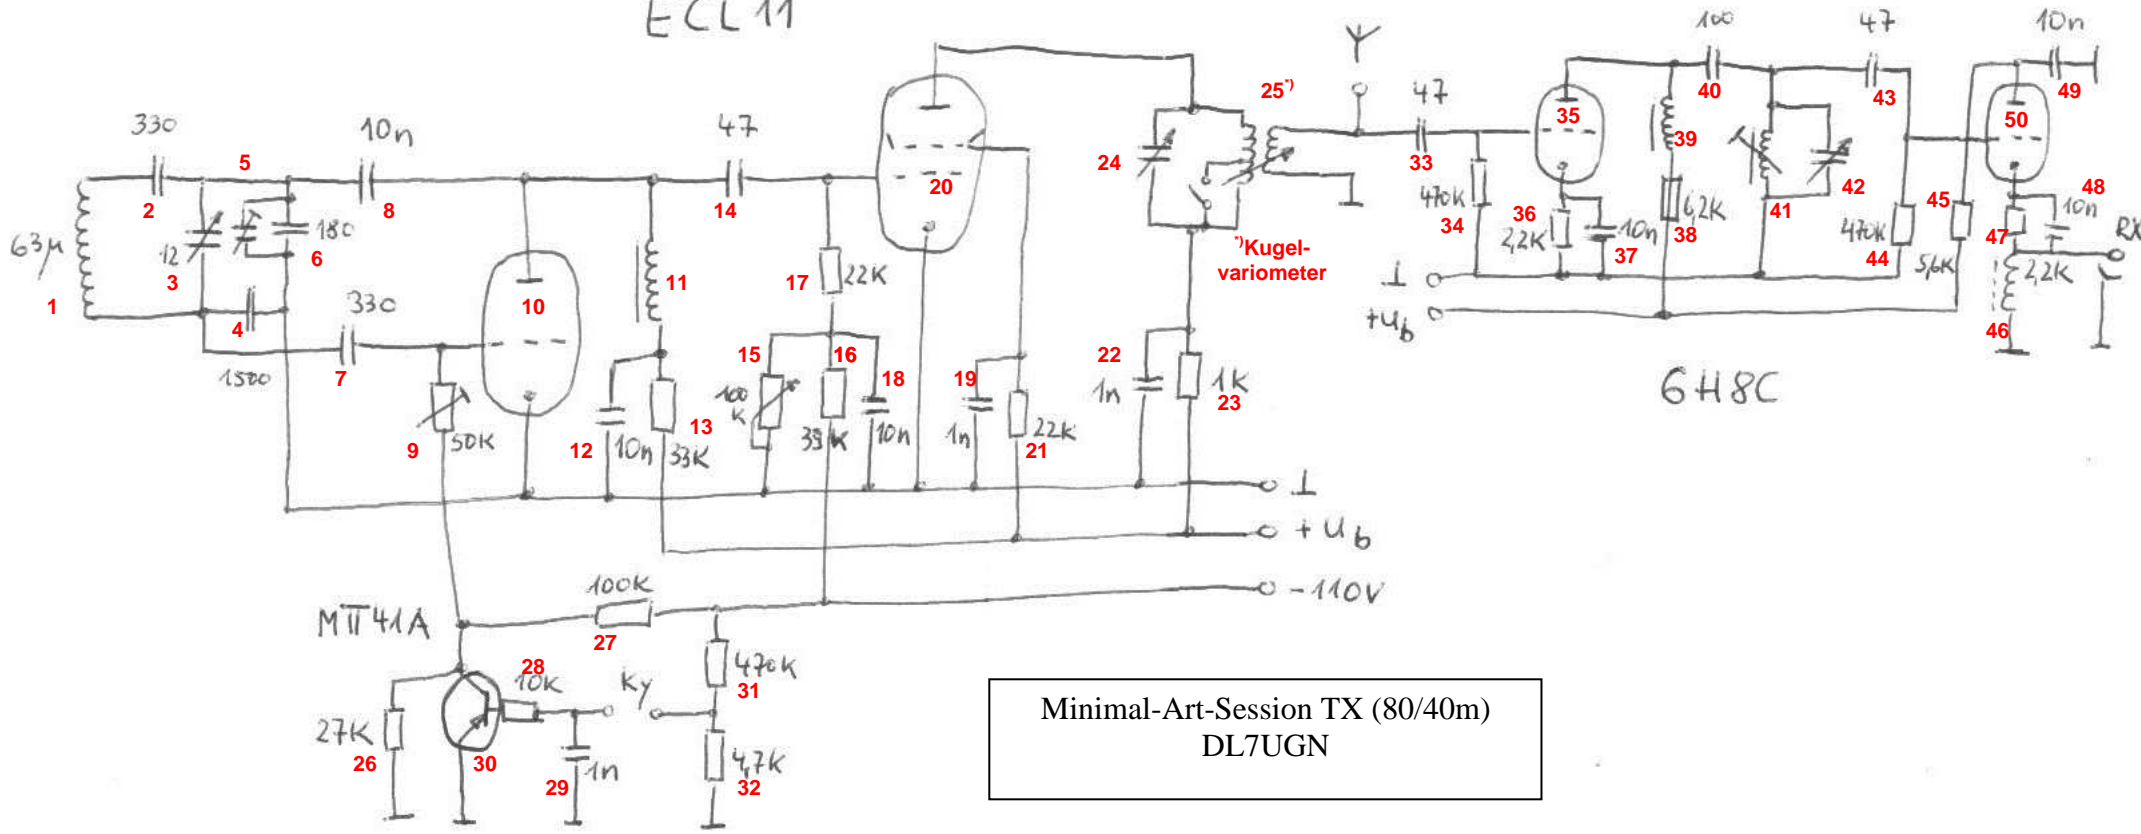 ECL11
330
10n
47
47
100
47
10n
63µ
12
180
330
1500
50K
10n
33K
22K
100K
33K
10n
1n
22K
1n
1K
470K
2,2K
10n
6,2K
470K
5,6K
2,2K
10n
RX
⊥
+Ub
6H8C
⊥
+Ub
-110V
100K
MΠ41A
10K
Ky
470K
27K
1n
4,7K
1
2
3
4
5
6
7
8
9
10
11
12
13
14
15
16
17
18
19
20
21
22
23
24
25*)
*)Kugel-
variometer
26
27
28
29
30
31
32
33
34
35
36
37
38
39
40
41
42
43
44
45
46
47
48
49
50
Minimal-Art-Session TX (80/40m)
DL7UGN